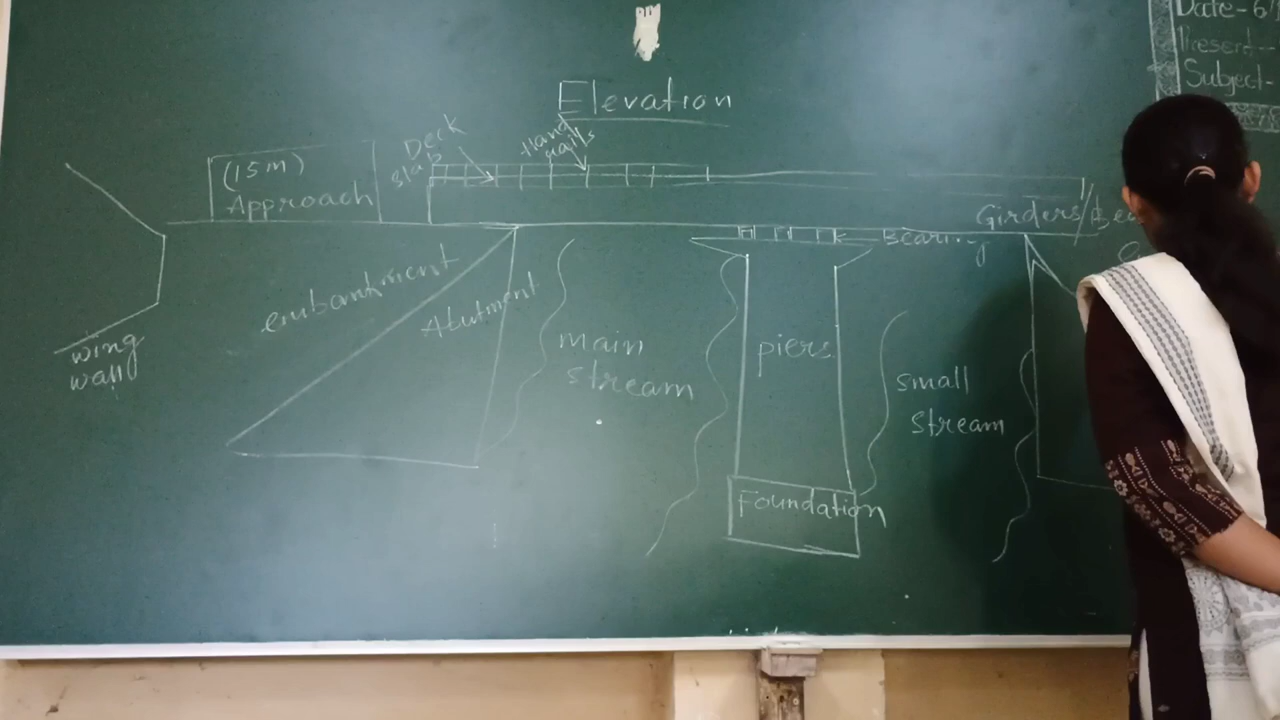 Date - 6/
Present--
Subject-
Elevation
Deck
slab
Hand
rails
(15m)
Approach
Girders/
Bearing
embankment
Abutment
main
stream
piers
small
stream
wing
wall
Foundation